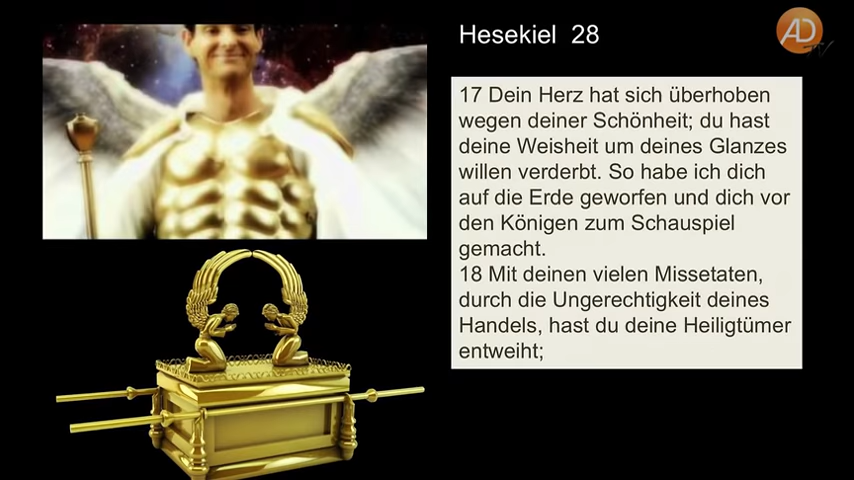 Hesekiel 28
AD
TV
17 Dein Herz hat sich überhoben
wegen deiner Schönheit; du hast
deine Weisheit um deines Glanzes
willen verderbt. So habe ich dich
auf die Erde geworfen und dich vor
den Königen zum Schauspiel
gemacht.
18 Mit deinen vielen Missetaten,
durch die Ungerechtigkeit deines
Handels, hast du deine Heiligtümer
entweiht;